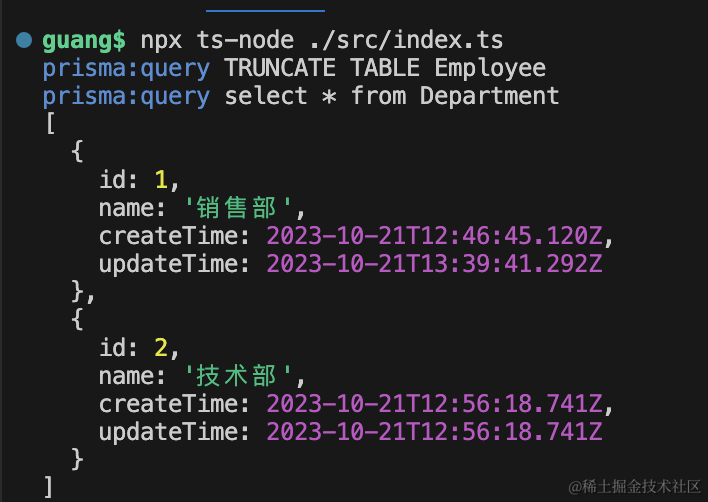 guang$ npx ts-node ./src/index.ts
prisma:query TRUNCATE TABLE Employee
prisma:query select * from Department
[
  {
    id: 1,
    name: '销售部',
    createTime: 2023-10-21T12:46:45.120Z,
    updateTime: 2023-10-21T13:39:41.292Z
  },
  {
    id: 2,
    name: '技术部',
    createTime: 2023-10-21T12:56:18.741Z,
    updateTime: 2023-10-21T12:56:18.741Z
  }
]
@稀土掘金技术社区